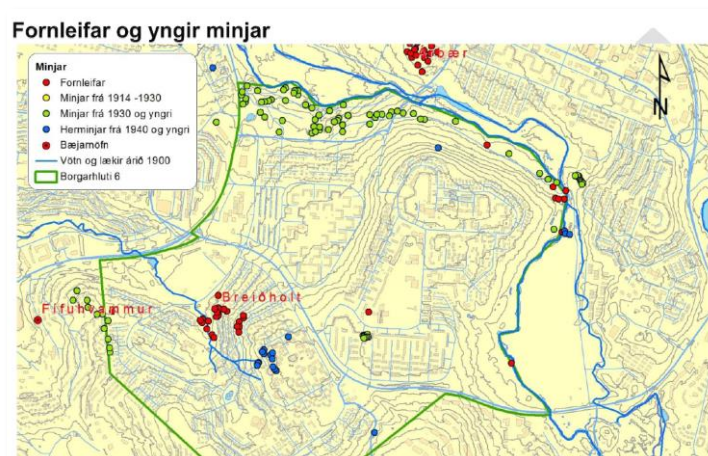 Fornleifar og yngir minjar
Minjar
Fornleifar
Minjar frá 1914 -1930
Minjar frá 1930 og yngri
Herminjar frá 1940 og yngri
Bæjarnöfn
Vötn og lækir árið 1900
Borgarhluti 6
N
Breiðholt
Fífuhvammur